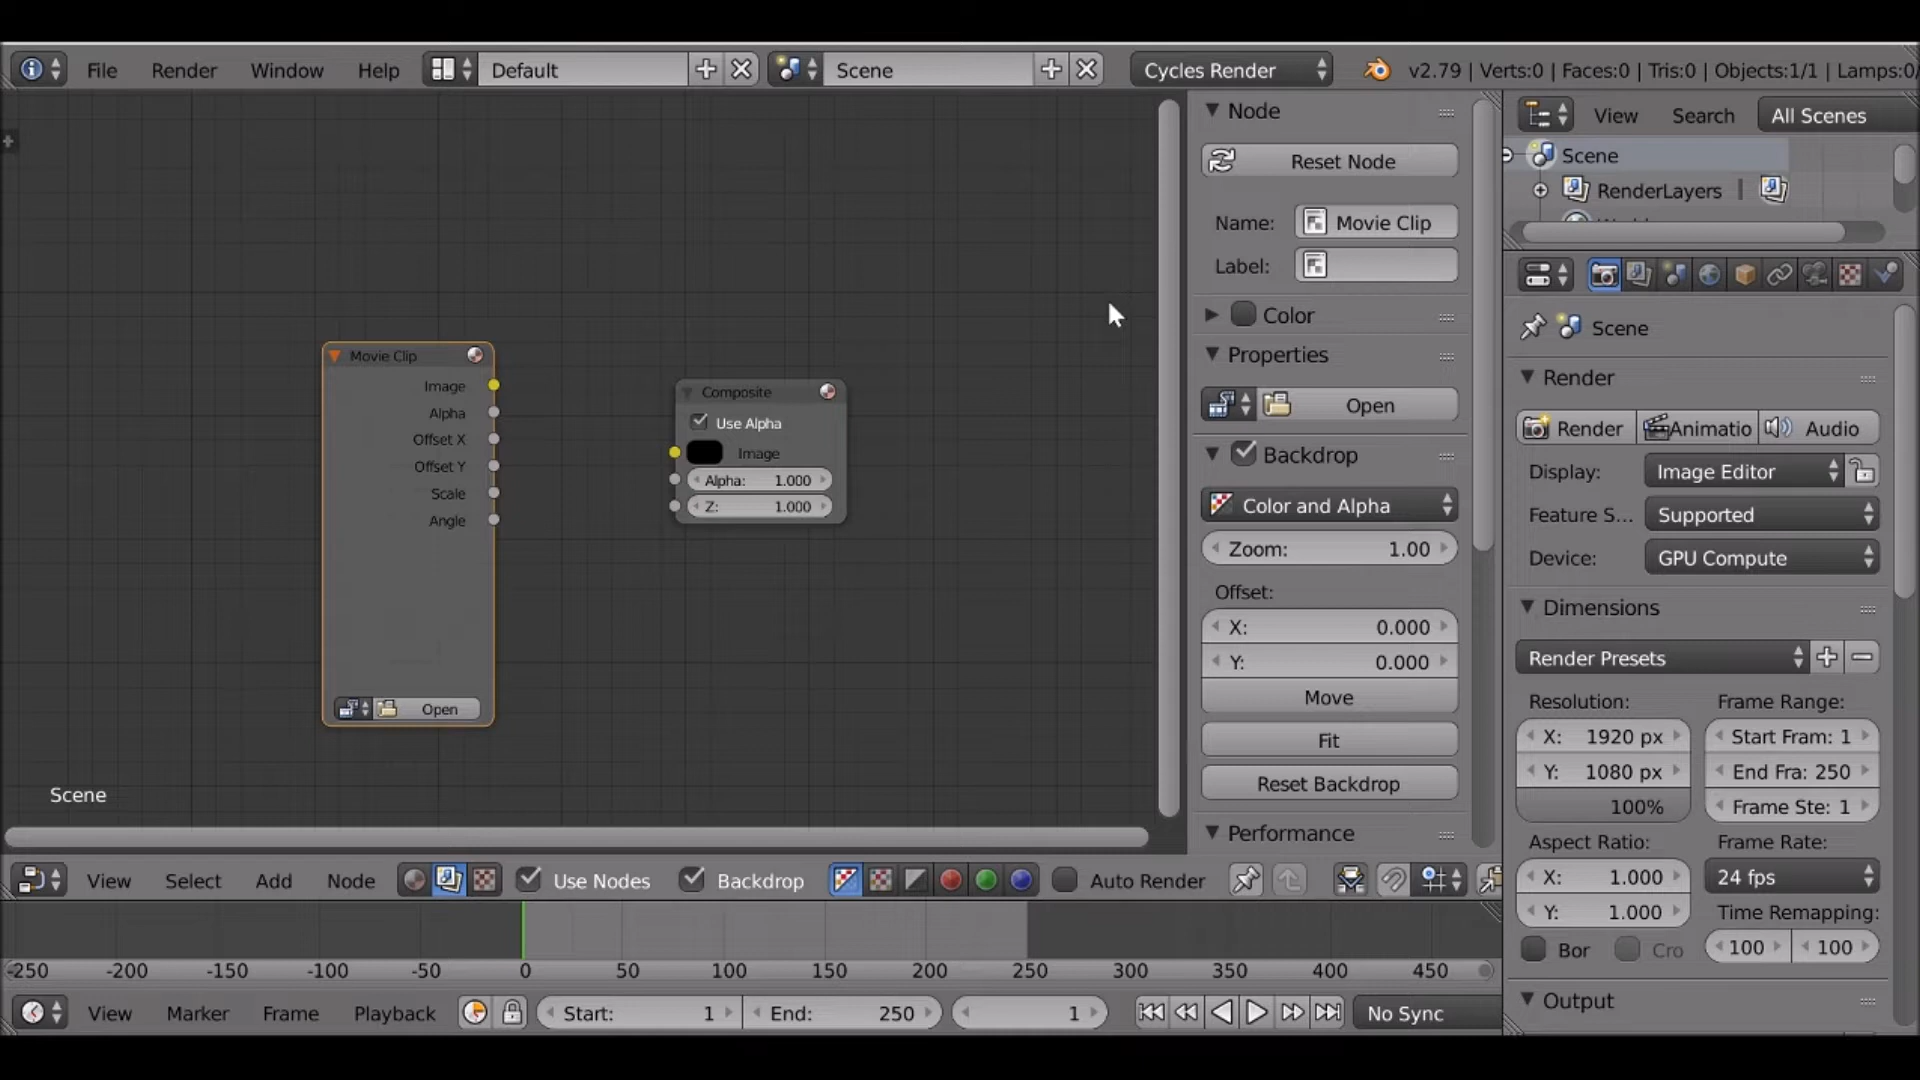 File Render Window Help Default Scene Cycles Render v2.79 | Verts:0 | Faces:0 | Tris:0 | Objects:1/1 | Lamps:0/
View Search All Scenes
Scene
RenderLayers
Scene
Render
Render Animatio Audio
Display: Image Editor
Feature S... Supported
Device: GPU Compute
Dimensions
Render Presets
Resolution: Frame Range:
X: 1920 px Start Fram: 1
Y: 1080 px End Fra: 250
100% Frame Ste: 1
Aspect Ratio: Frame Rate:
X: 1.000 24 fps
Y: 1.000 Time Remapping:
Bor Cro 100 100
Output
Node
Reset Node
Name: Movie Clip
Label:
Color
Properties
Open
Backdrop
Color and Alpha
Zoom: 1.00
Offset:
X: 0.000
Y: 0.000
Move
Fit
Reset Backdrop
Performance
Movie Clip
Image
Alpha
Offset X
Offset Y
Scale
Angle
Open
Composite
Use Alpha
Image
Alpha: 1.000
Z: 1.000
Scene
View Select Add Node Use Nodes Backdrop Auto Render
-250 -200 -150 -100 -50 0 50 100 150 200 250 300 350 400 450
View Marker Frame Playback Start: 1 End: 250 1 No Sync